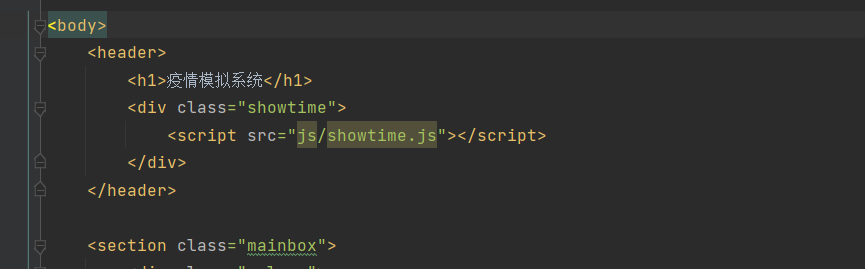 <body>
<header>
<h1>疫情模拟系统</h1>
<div class="showtime">
<script src="js/showtime.js"></script>
</div>
</header>
<section class="mainbox">